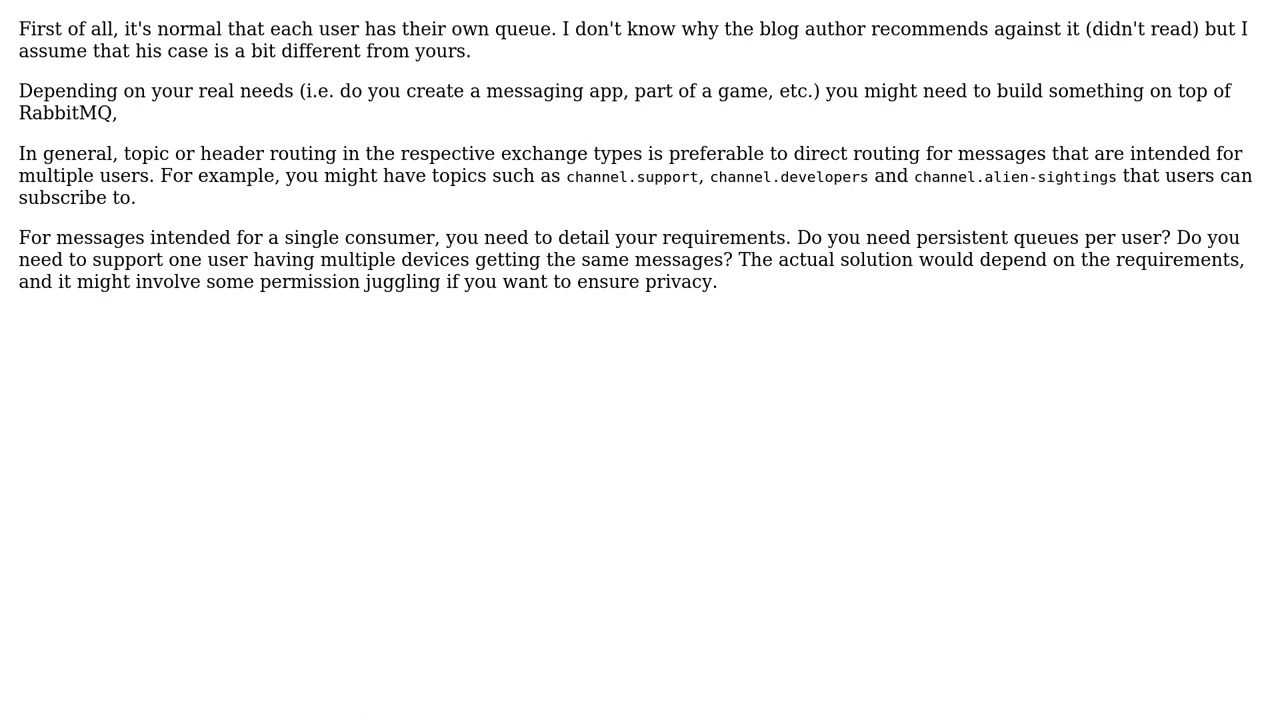 First of all, it's normal that each user has their own queue. I don't know why the blog author recommends against it (didn't read) but I
assume that his case is a bit different from yours.
Depending on your real needs (i.e. do you create a messaging app, part of a game, etc.) you might need to build something on top of
RabbitMQ,
In general, topic or header routing in the respective exchange types is preferable to direct routing for messages that are intended for
multiple users. For example, you might have topics such as channel.support, channel.developers and channel.alien-sightings that users can
subscribe to.
For messages intended for a single consumer, you need to detail your requirements. Do you need persistent queues per user? Do you
need to support one user having multiple devices getting the same messages? The actual solution would depend on the requirements,
and it might involve some permission juggling if you want to ensure privacy.